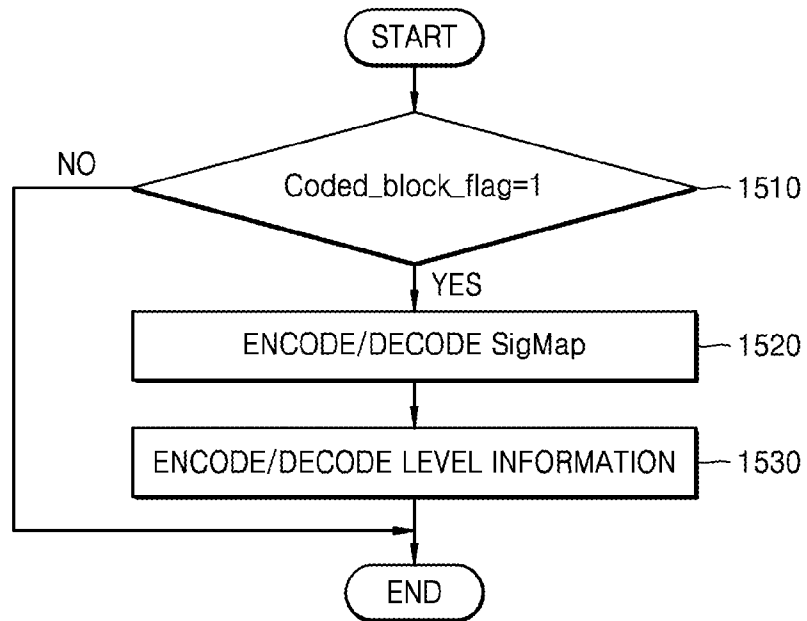 START
NO
Coded_block_flag=1
1510
YES
ENCODE/DECODE SigMap
1520
ENCODE/DECODE LEVEL INFORMATION
1530
END